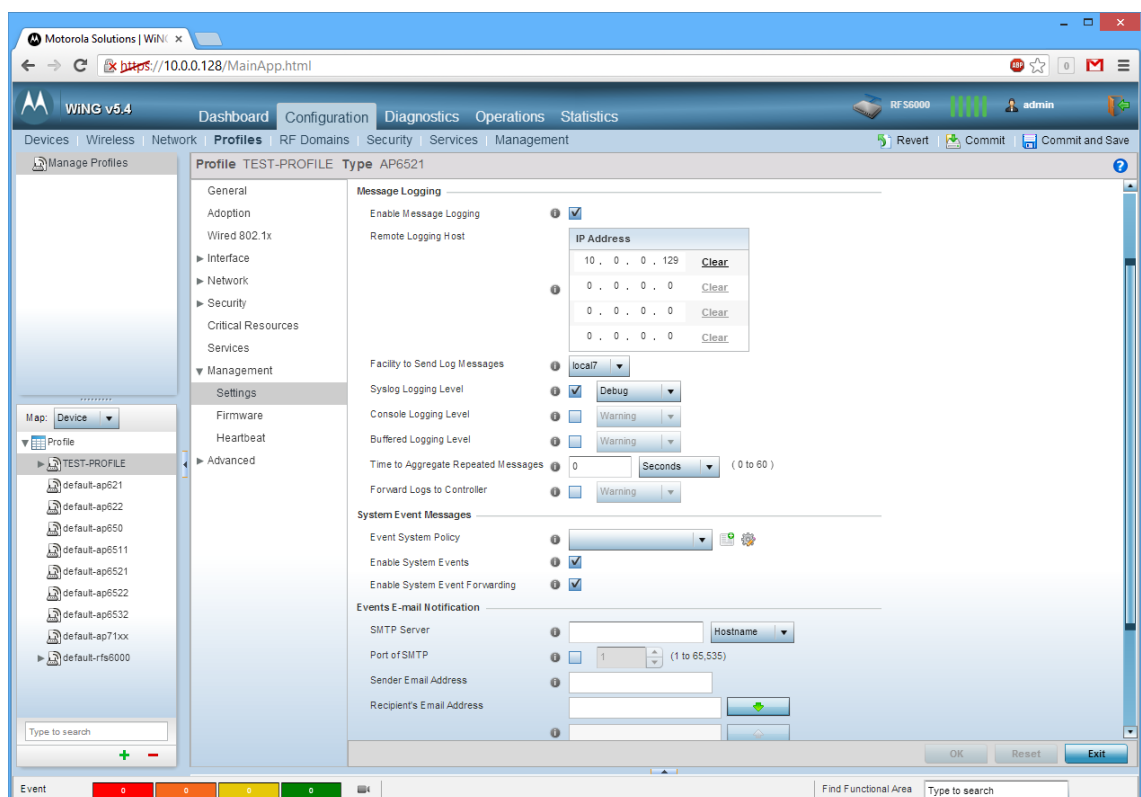 Motorola Solutions | WiNG
https://10.0.0.128/MainApp.html
ABP
0
WiNG v5.4
Dashboard Configuration Diagnostics Operations Statistics
RFS6000
admin
Devices Wireless Network Profiles RF Domains Security Services Management
Revert Commit Commit and Save
Manage Profiles
Profile TEST-PROFILE Type AP6521
General
Adoption
Wired 802.1x
Interface
Network
Security
Critical Resources
Services
Management
Settings
Firmware
Heartbeat
Advanced
Message Logging
Enable Message Logging
Remote Logging Host
IP Address
10 . 0 . 0 . 129 Clear
0 . 0 . 0 . 0 Clear
0 . 0 . 0 . 0 Clear
0 . 0 . 0 . 0 Clear
Facility to Send Log Messages local7
Syslog Logging Level Debug
Console Logging Level Warning
Buffered Logging Level Warning
Time to Aggregate Repeated Messages 0 Seconds ( 0 to 60 )
Forward Logs to Controller Warning
System Event Messages
Event System Policy
Enable System Events
Enable System Event Forwarding
Events E-mail Notification
SMTP Server Hostname
Port of SMTP 1 (1 to 65,535)
Sender Email Address
Recipient's Email Address
Map: Device
Profile
TEST-PROFILE
default-ap621
default-ap622
default-ap650
default-ap6511
default-ap6521
default-ap6522
default-ap6532
default-ap71xx
default-rfs6000
Type to search
OK Reset Exit
Event 0 0 0 0
Find Functional Area Type to search